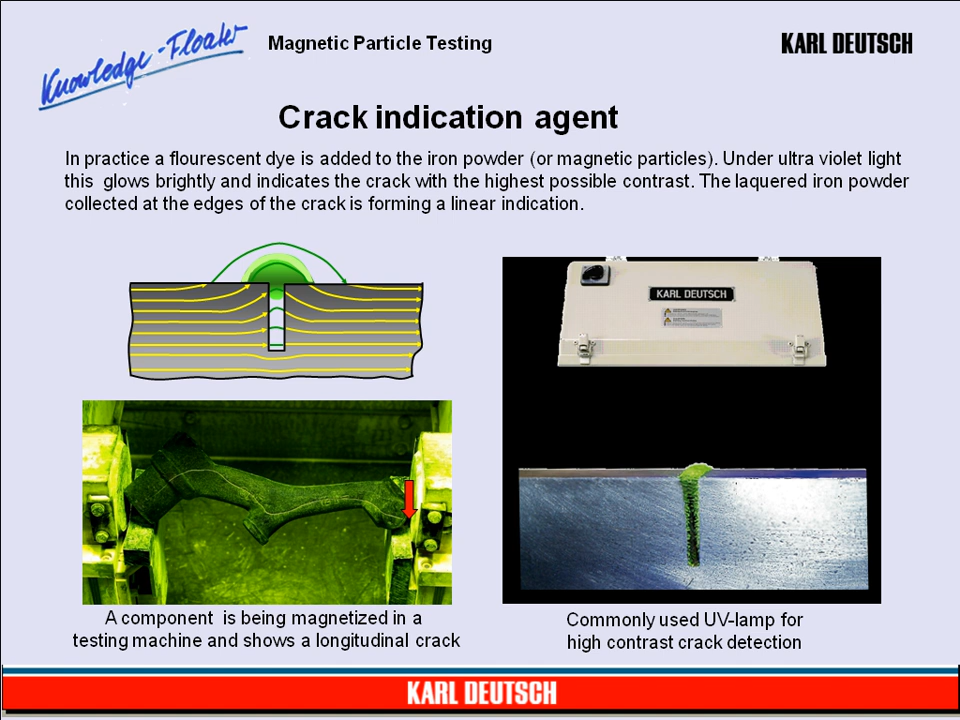 Knowledge-Floater
Magnetic Particle Testing
KARL DEUTSCH
Crack indication agent
In practice a flourescent dye is added to the iron powder (or magnetic particles). Under ultra violet light
this glows brightly and indicates the crack with the highest possible contrast. The laquered iron powder
collected at the edges of the crack is forming a linear indication.
KARL DEUTSCH
A component is being magnetized in a
testing machine and shows a longitudinal crack
Commonly used UV-lamp for
high contrast crack detection
KARL DEUTSCH